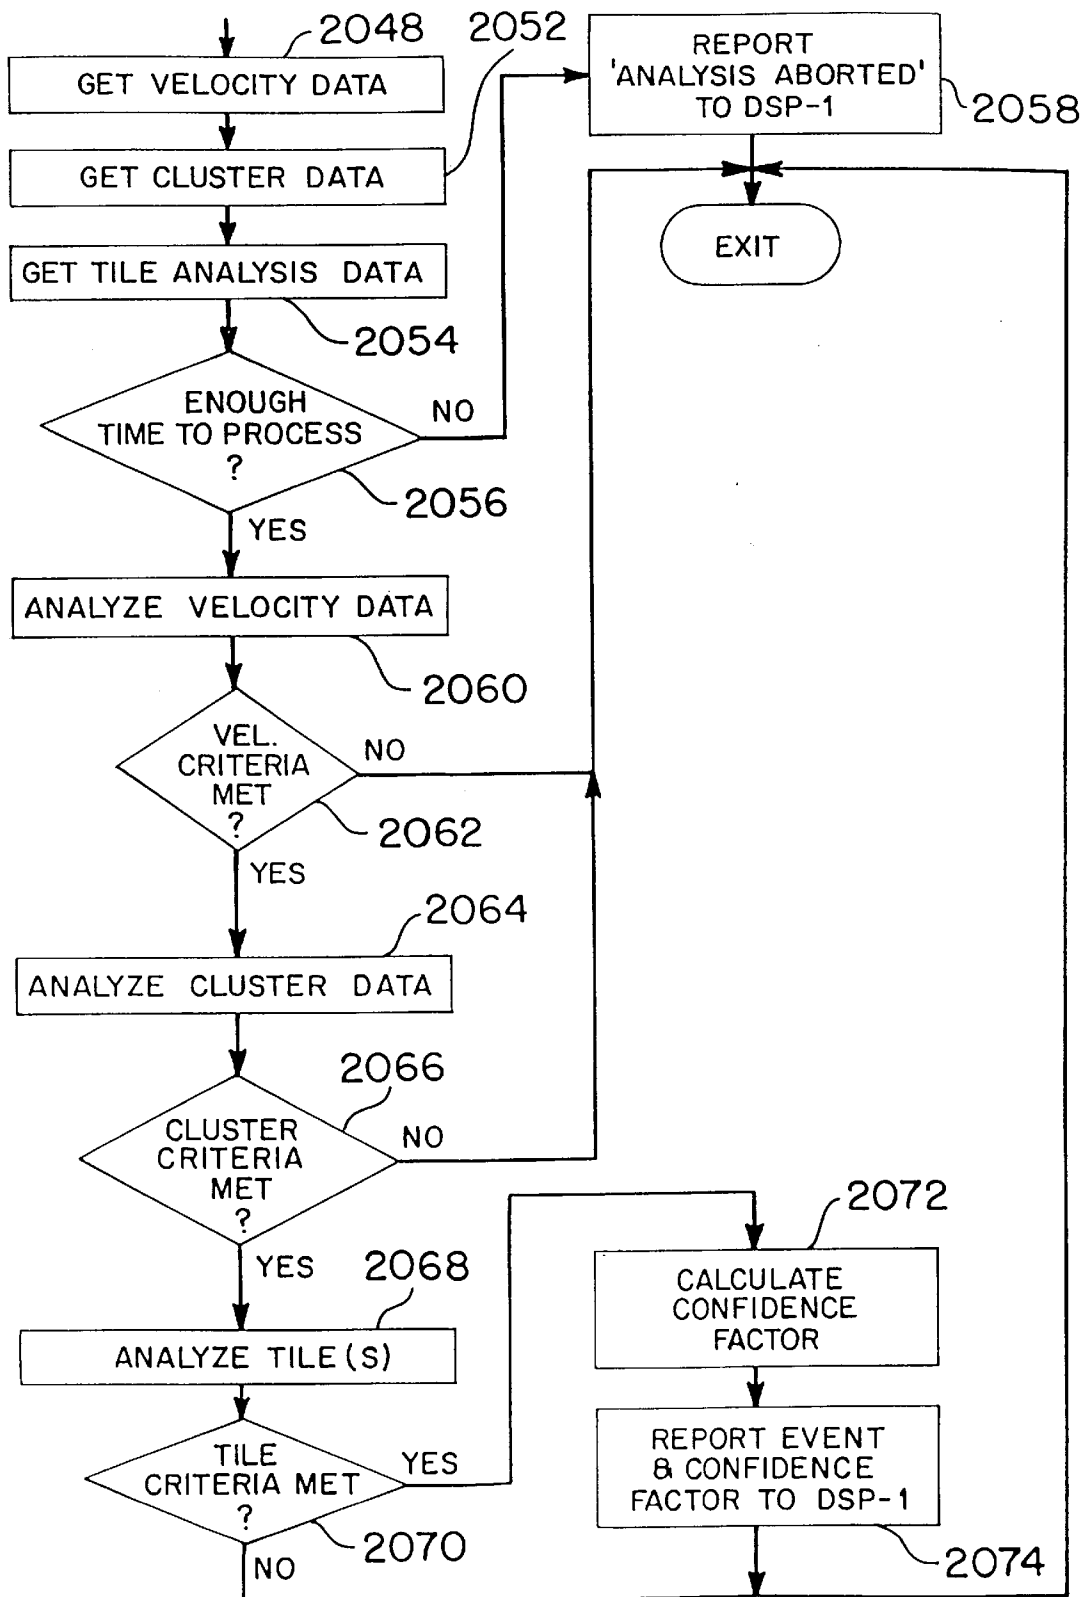 2048
GET VELOCITY DATA
2052
GET CLUSTER DATA
GET TILE ANALYSIS DATA
2054
REPORT
'ANALYSIS ABORTED'
TO DSP-1
2058
EXIT
ENOUGH
TIME TO PROCESS
?
NO
2056
YES
ANALYZE VELOCITY DATA
2060
VEL.
CRITERIA
MET
?
NO
2062
YES
2064
ANALYZE CLUSTER DATA
2066
CLUSTER
CRITERIA
MET
?
NO
YES
2068
ANALYZE TILE(S)
TILE
CRITERIA MET
?
YES
2070
NO
2072
CALCULATE
CONFIDENCE
FACTOR
REPORT EVENT
& CONFIDENCE
FACTOR TO DSP-1
2074